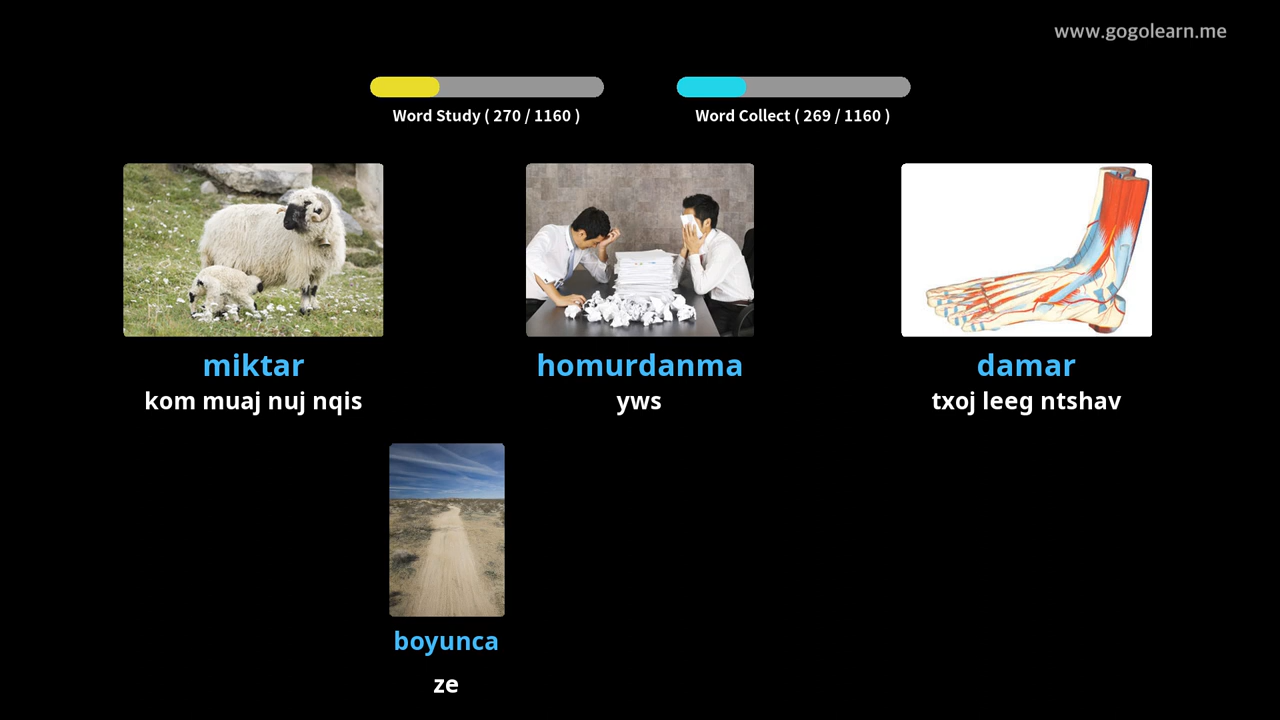 www.gogolearn.me
Word Study ( 270 / 1160 )
Word Collect ( 269 / 1160 )
miktar
kom muaj nuj nqis
homurdanma
yws
damar
txoj leeg ntshav
boyunca
ze